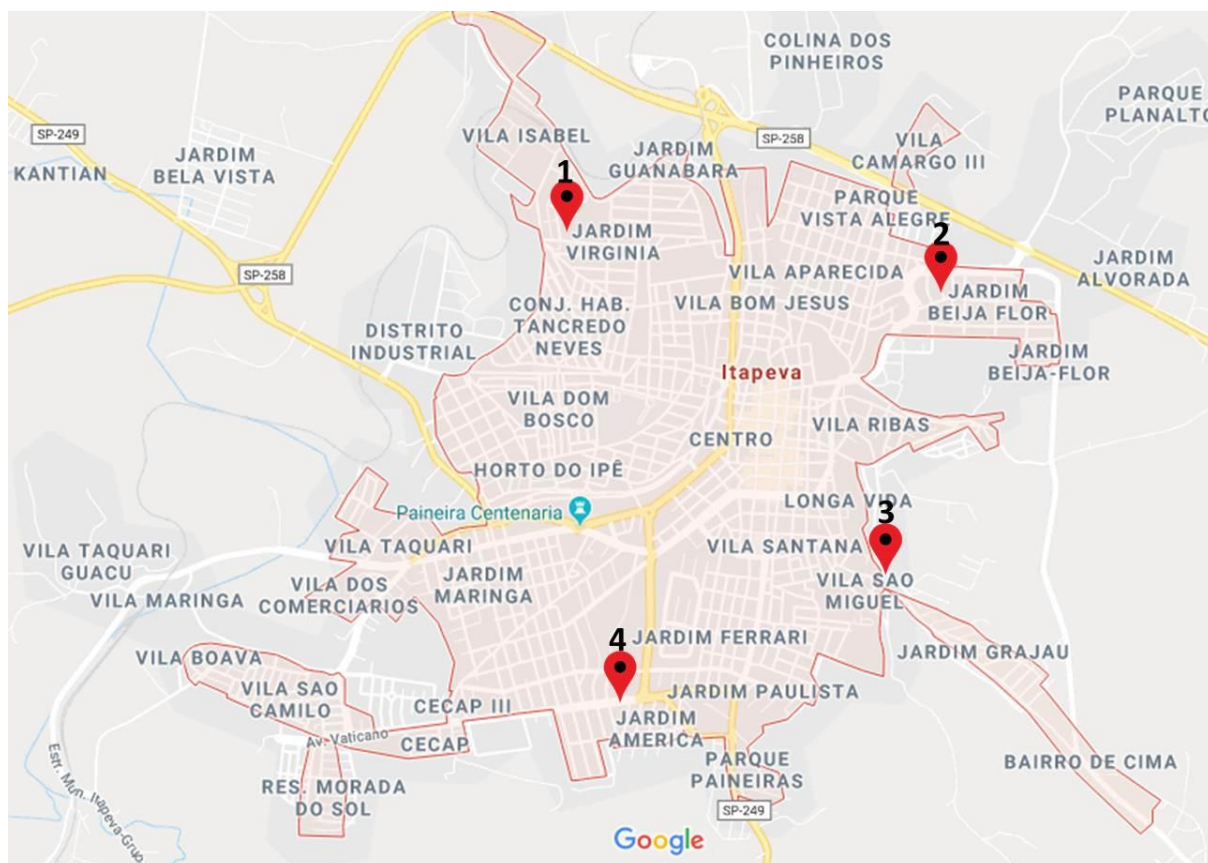 COLINA DOS
PINHEIROS
PARQUE
PLANALTO
SP-249
VILA ISABEL
SP-258
JARDIM
GUANABARA
VILA
CAMARGO III
JARDIM
BELA VISTA
KANTIAN
1
PARQUE
VISTA ALEGRE
JARDIM
VIRGINIA
2
SP-258
VILA APARECIDA
JARDIM
ALVORADA
JARDIM
BEIJA FLOR
VILA BOM JESUS
CONJ. HAB.
TANCREDO
NEVES
DISTRITO
INDUSTRIAL
JARDIM
BEIJA-FLOR
Itapeva
VILA DOM
BOSCO
VILA RIBAS
CENTRO
HORTO DO IPÊ
LONGA VIDA
Paineira Centenaria
3
VILA TAQUARI
GUACU
VILA TAQUARI
VILA SANTANA
JARDIM
MARINGA
VILA DOS
COMERCIARIOS
VILA SAO
MIGUEL
VILA MARINGA
4
JARDIM FERRARI
JARDIM GRAJAU
VILA BOAVA
VILA SAO
CAMILO
JARDIM PAULISTA
CECAP III
JARDIM
AMERICA
Av. Vaticano
CECAP
PARQUE
PAINEIRAS
BAIRRO DE CIMA
RES. MORADA
DO SOL
Estr. Mun. Itapeva-Gruo
SP-249
Google